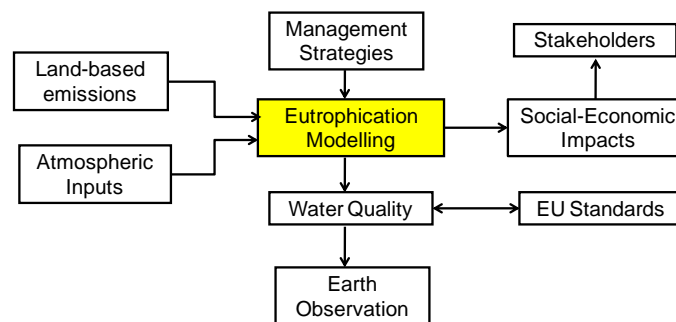 Management
Strategies
Stakeholders
Land-based
emissions
Eutrophication
Modelling
Social-Economic
Impacts
Atmospheric
Inputs
Water Quality
EU Standards
Earth
Observation